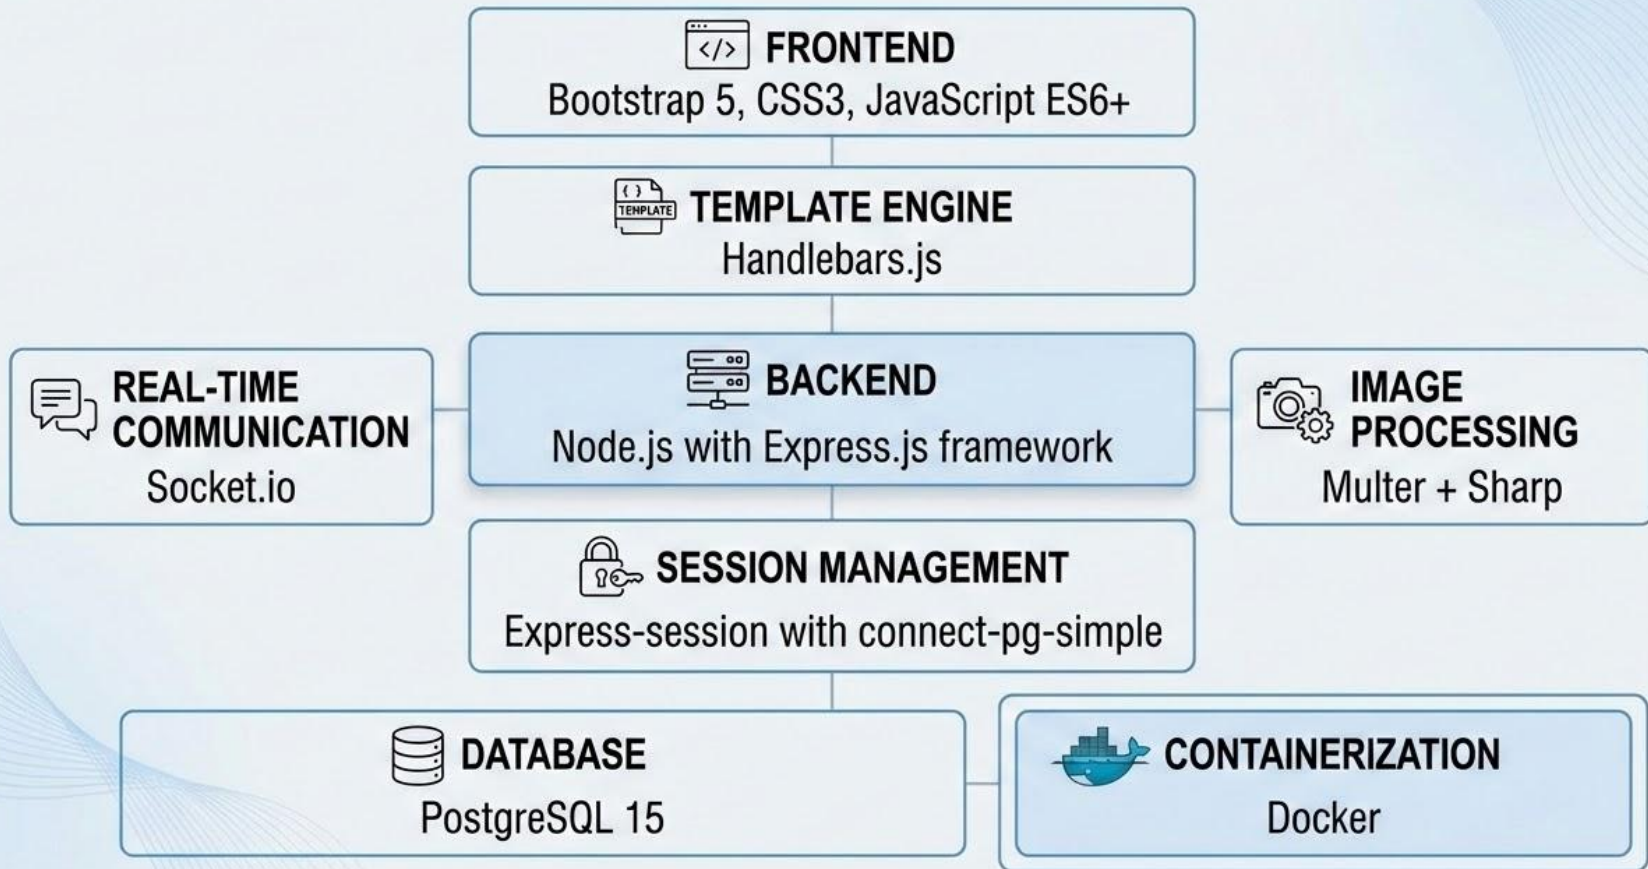 </>
FRONTEND
Bootstrap 5, CSS3, JavaScript ES6+
{ }
TEMPLATE
TEMPLATE ENGINE
Handlebars.js
REAL-TIME
COMMUNICATION
Socket.io
BACKEND
Node.js with Express.js framework
IMAGE
PROCESSING
Multer + Sharp
SESSION MANAGEMENT
Express-session with connect-pg-simple
DATABASE
PostgreSQL 15
CONTAINERIZATION
Docker